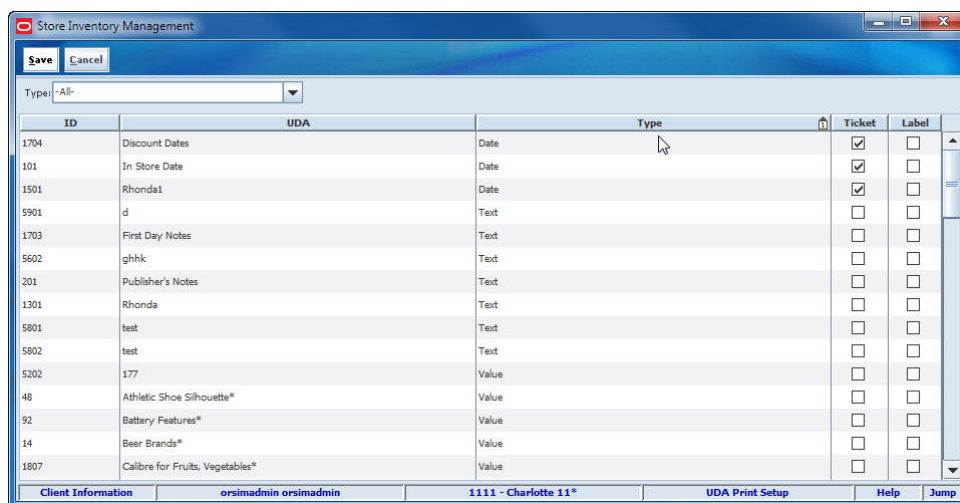 Store Inventory Management
Save Cancel
Type: -All-
ID UDA Type 1 Ticket Label
1704 Discount Dates Date
101 In Store Date Date
1501 Rhonda1 Date
5901 d Text
1703 First Day Notes Text
5602 ghhk Text
201 Publisher's Notes Text
1301 Rhonda Text
5801 test Text
5802 test Text
5202 177 Value
48 Athletic Shoe Silhouette* Value
92 Battery Features* Value
14 Beer Brands* Value
1807 Calibre for Fruits, Vegetables* Value
Client Information orsimadmin orsimadmin 1111 - Charlotte 11* UDA Print Setup Help Jump